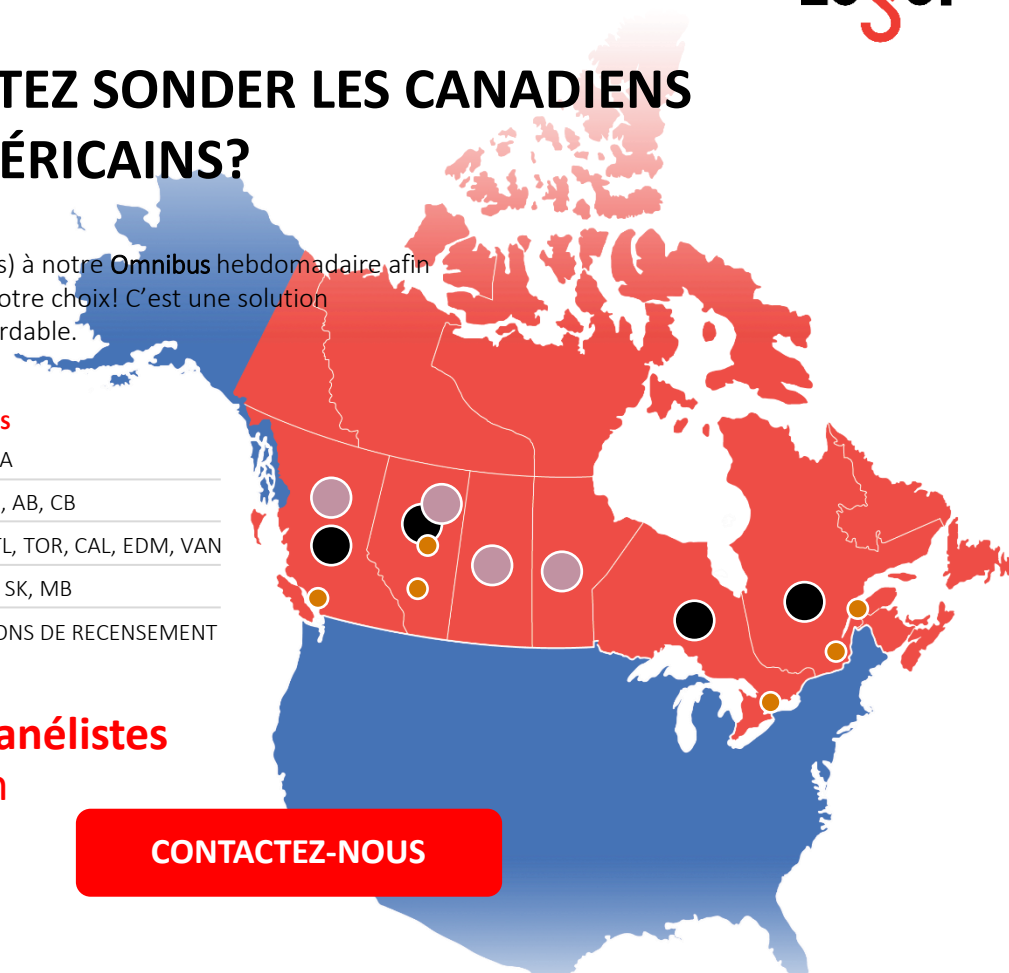 TEZ SONDER LES CANADIENS
ÉRICAINS?
s) à notre Omnibus hebdomadaire afin
otre choix! C'est une solution
rdable.
s
A
, AB, CB
TL, TOR, CAL, EDM, VAN
SK, MB
ONS DE RECENSEMENT
anélistes
n
CONTACTEZ-NOUS